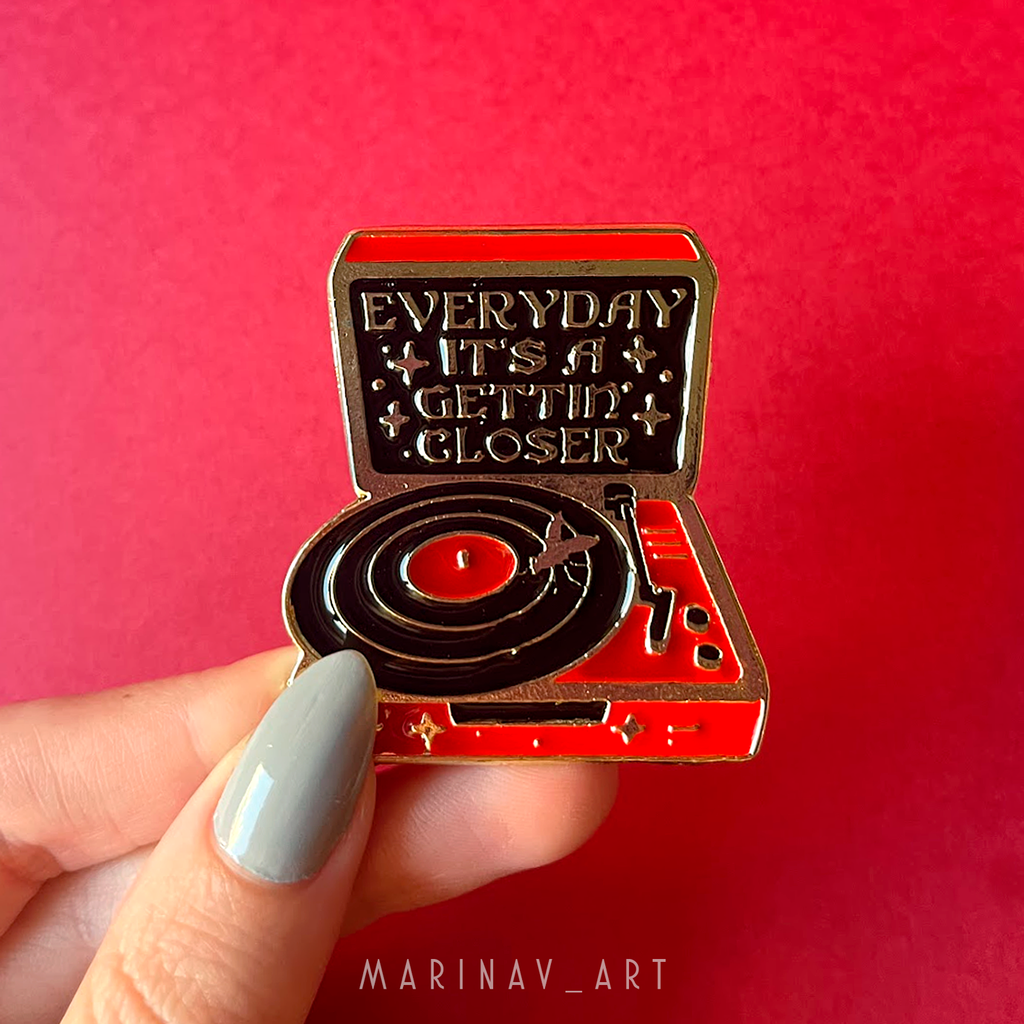 EVERYDAY
IT'S A
GETTIN'
CLOSER
MARINAV_ART